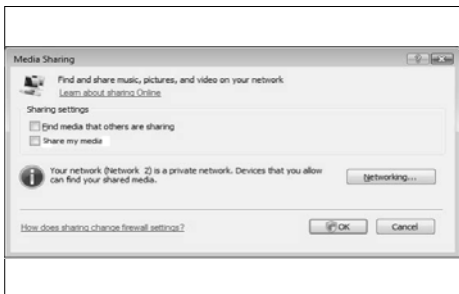 Media Sharing
Find and share music, pictures, and video on your network
Learn about sharing Online
Sharing settings
Find media that others are sharing
Share my media
Your network (Network 2) is a private network. Devices that you allow
can find your shared media.
Networking...
How does sharing change firewall settings?
OK
Cancel